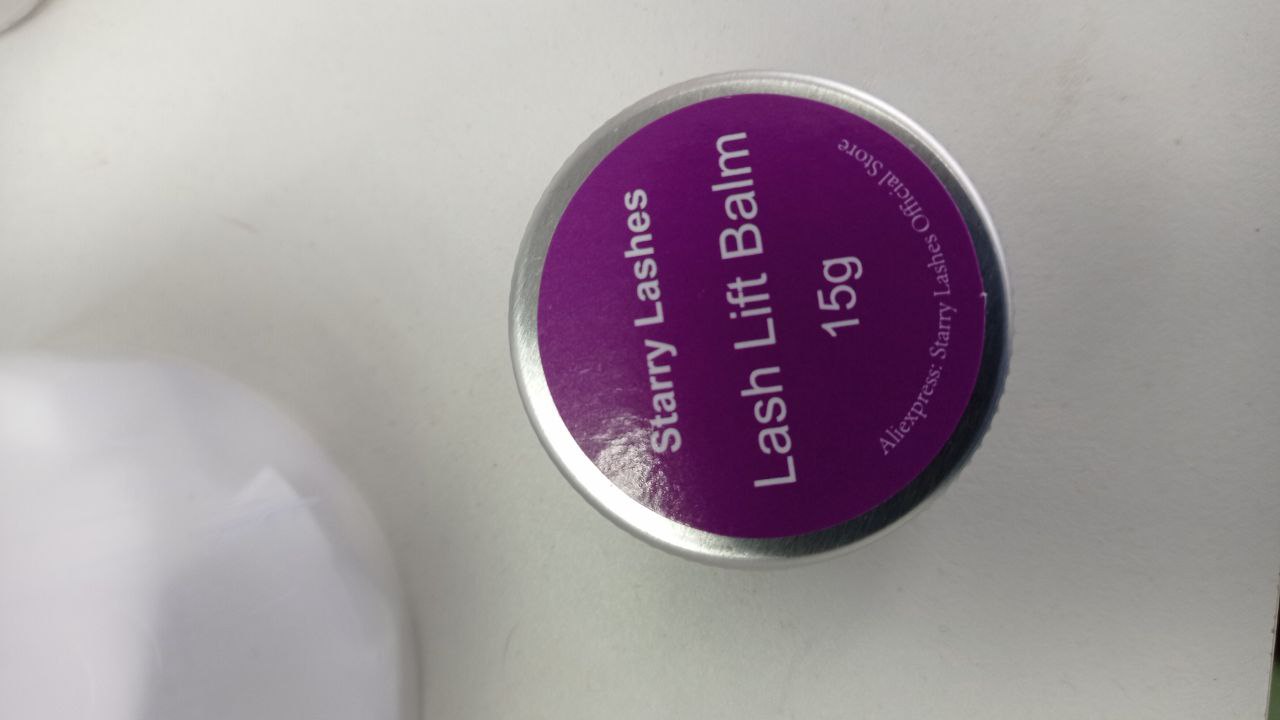 Starry Lashes
Lash Lift Balm
15g
Aliexpress: Starry Lashes Official Store